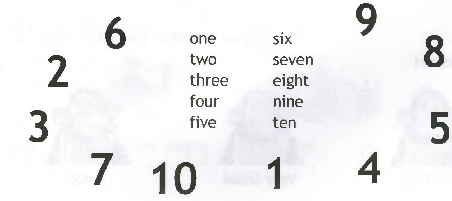 9
6
one six
8
two seven
2
three eight
four nine
3
five ten
5
7
10
1
4